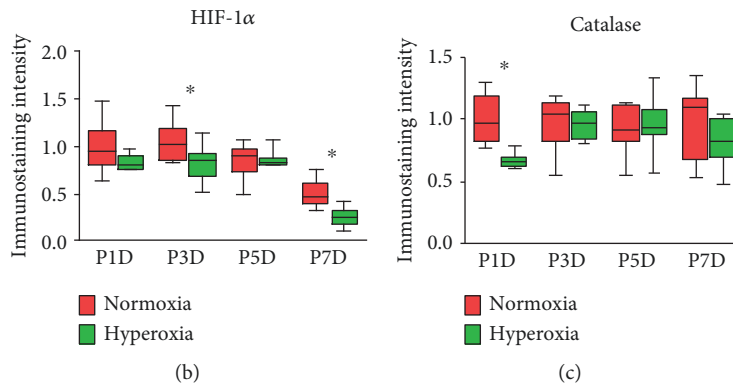 HIF-1α
Immunostaining intensity
2.0
1.5
1.0
0.5
0.0
*
*
P1D P3D P5D P7D
Normoxia
Hyperoxia
(b)
Catalase
Immunostaining intensity
1.5
1.0
0.5
0.0
*
P1D P3D P5D P7D
Normoxia
Hyperoxia
(c)